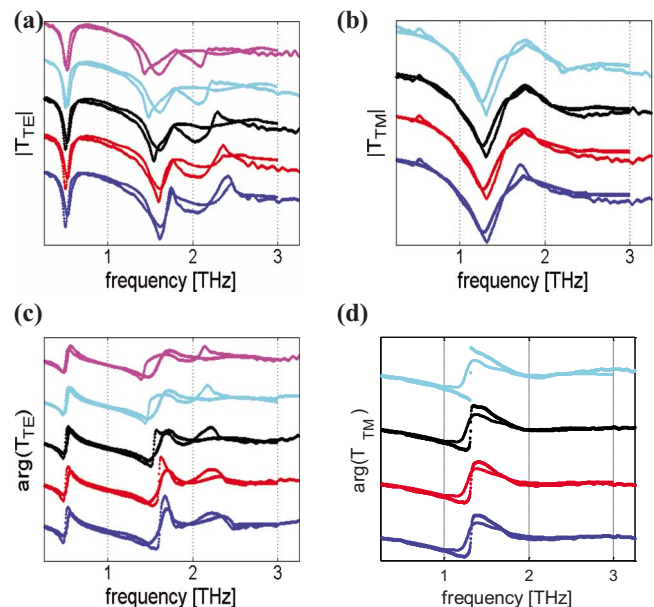 (a)
(b)
|T_TE|
|T_TM|
1 2 3
1 2 3
frequency [THz]
frequency [THz]
(c)
(d)
arg(T_TE)
arg(T_TM)
1 2 3
1 2 3
frequency [THz]
frequency [THz]